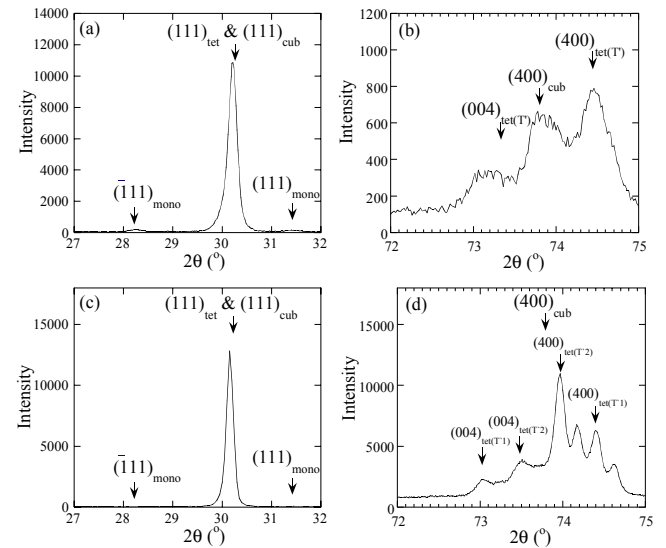 (a)
(111)tet & (111)cub
(1̄11)mono
(111)mono
Intensity
14000
12000
10000
8000
6000
4000
2000
0
27 28 29 30 31 32
2θ (°)
(b)
(400)tet(T')
(400)cub
(004)tet(T')
Intensity
1200
1000
800
600
400
200
0
72 73 74 75
2θ (°)
(c)
(111)tet & (111)cub
(1̄11)mono
(111)mono
Intensity
15000
10000
5000
0
27 28 29 30 31 32
2θ (°)
(d)
(400)cub
(400)tet(T'2)
(400)tet(T'1)
(004)tet(T'1)
(004)tet(T'2)
Intensity
15000
10000
5000
0
72 73 74 75
2θ (°)